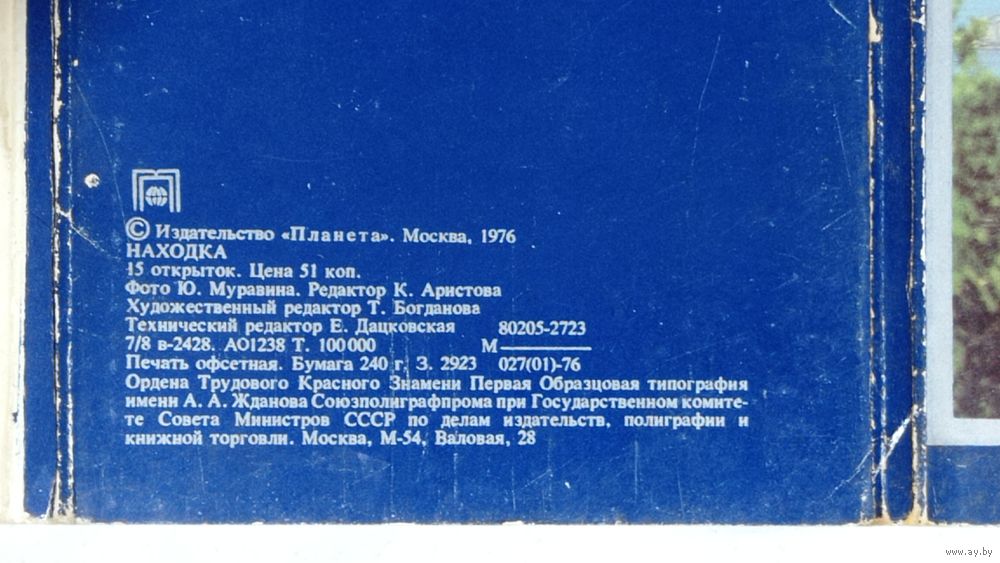 © Издательство «Планета». Москва, 1976
НАХОДКА
15 открыток. Цена 51 коп.
Фото Ю. Муравина. Редактор К. Аристова
Художественный редактор Т. Богданова
Технический редактор Е. Дацковская 80205-2723
7/8 в-2428. АО1238 Т. 100000 М
Печать офсетная. Бумага 240 г. З. 2923 027(01)-76
Ордена Трудового Красного Знамени Первая Образцовая типография
имени А. А. Жданова Союзполиграфпрома при Государственном комите-
те Совета Министров СССР по делам издательств, полиграфии и
книжной торговли. Москва, М-54, Валовая, 28
www.ay.by